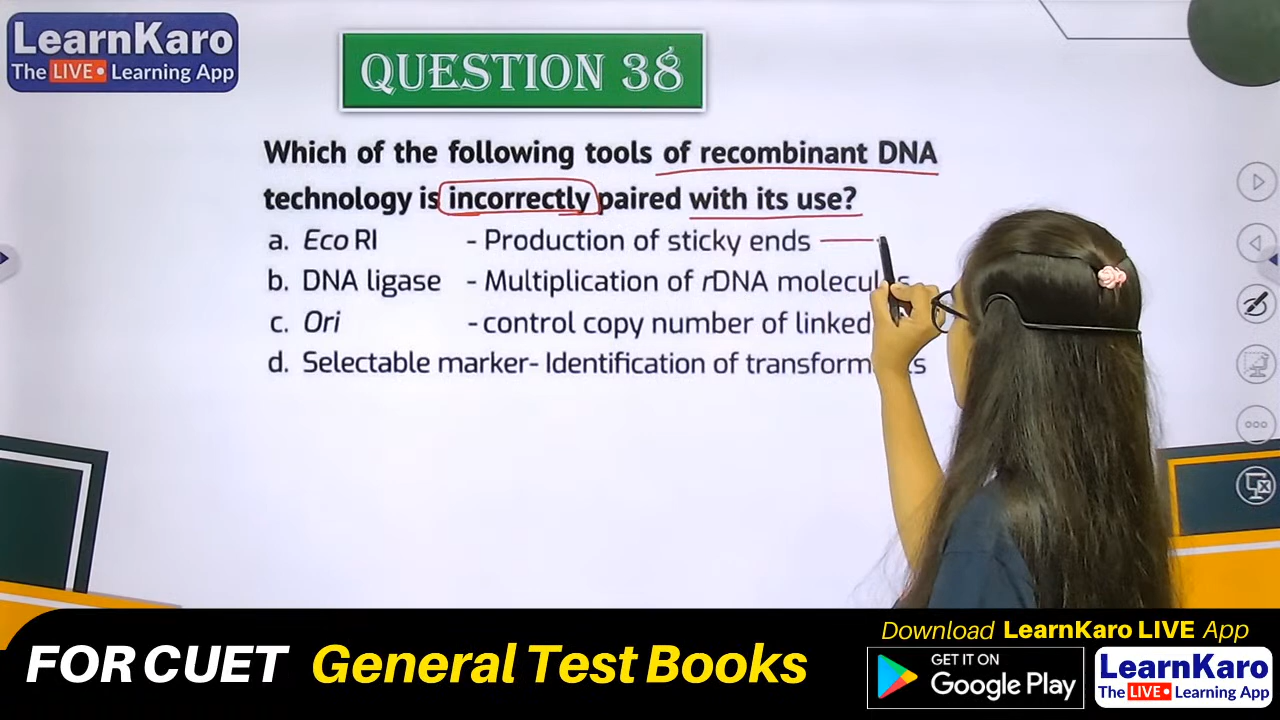 LearnKaro
The LIVE Learning App
QUESTION 38
Which of the following tools of recombinant DNA
technology is incorrectly paired with its use?
a. Eco RI - Production of sticky ends
b. DNA ligase - Multiplication of rDNA
c. Ori - control copy number of linked
d. Selectable marker- Identification of
FOR CUET General Test Books
Download LearnKaro LIVE App
GET IT ON
Google Play
LearnKaro
The LIVE Learning App